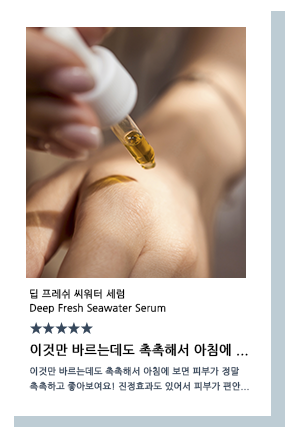 딥 프레쉬 씨워터 세럼
Deep Fresh Seawater Serum
★★★★★
이것만 바르는데도 촉촉해서 아침에 ...
이것만 바르는데도 촉촉해서 아침에 보면 피부가 정말
촉촉하고 좋아보여요! 진정효과도 있어서 피부가 편안...